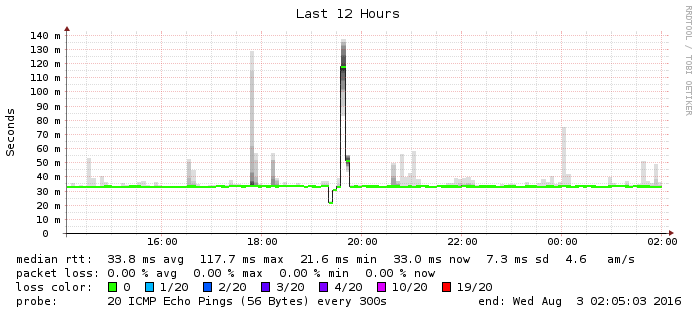 Last 12 Hours
RRDTOOL / TOBI OETIKER
Seconds
140 m
130 m
120 m
110 m
100 m
90 m
80 m
70 m
60 m
50 m
40 m
30 m
20 m
10 m
0
16:00 18:00 20:00 22:00 00:00 02:00
median rtt: 33.8 ms avg 117.7 ms max 21.6 ms min 33.0 ms now 7.3 ms sd 4.6 am/s
packet loss: 0.00 % avg 0.00 % max 0.00 % min 0.00 % now
loss color: 0 1/20 2/20 3/20 4/20 10/20 19/20
probe: 20 ICMP Echo Pings (56 Bytes) every 300s end: Wed Aug 3 02:05:03 2016